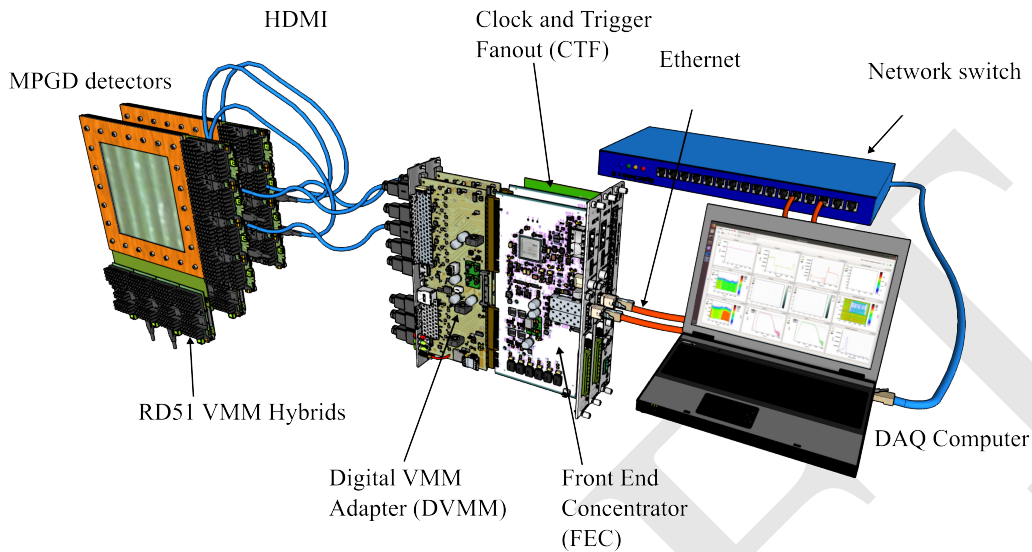 HDMI
Clock and Trigger
Fanout (CTF)
Ethernet
Network switch
MPGD detectors
RD51 VMM Hybrids
DAQ Computer
Digital VMM
Adapter (DVMM)
Front End
Concentrator
(FEC)